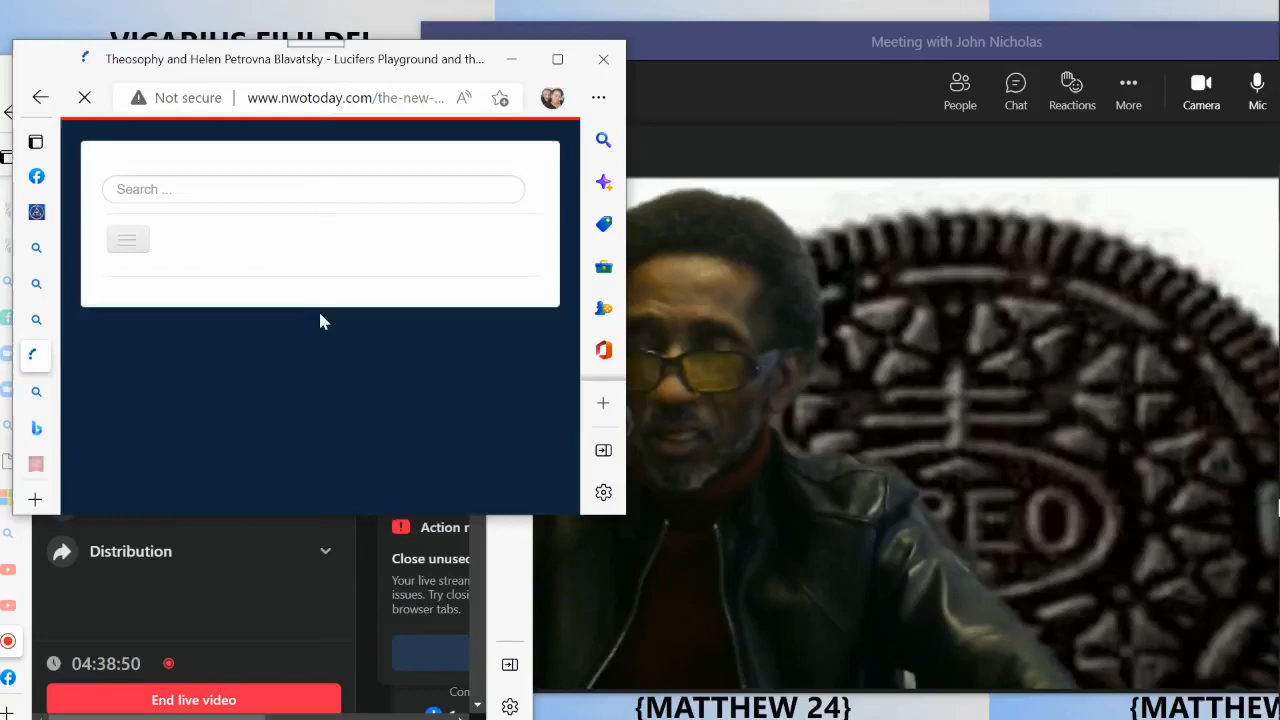 VICARIUS FILII DEI
Meeting with John Nicholas
Theosophy and Helen Petrovna Blavatsky - Lucifers Playground and th...
Not secure
www.nwotoday.com/the-new-...
People
Chat
Reactions
More
Camera
Mic
Search ...
REO
Distribution
Action r
Close unused
Your live stream
issues. Try closi
browser tabs.
04:38:50
Con
End live video
{MATTHEW 24}
{MATTHEW